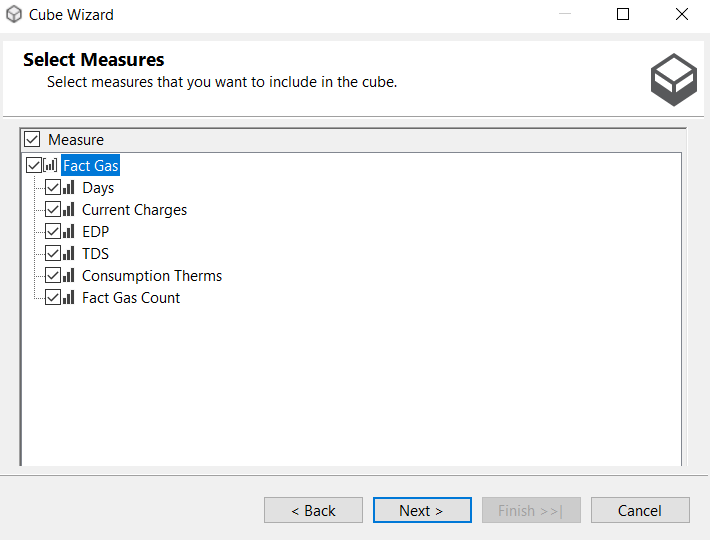 Cube Wizard
Select Measures
Select measures that you want to include in the cube.
Measure
Fact Gas
Days
Current Charges
EDP
TDS
Consumption Therms
Fact Gas Count
< Back
Next >
Finish >>|
Cancel